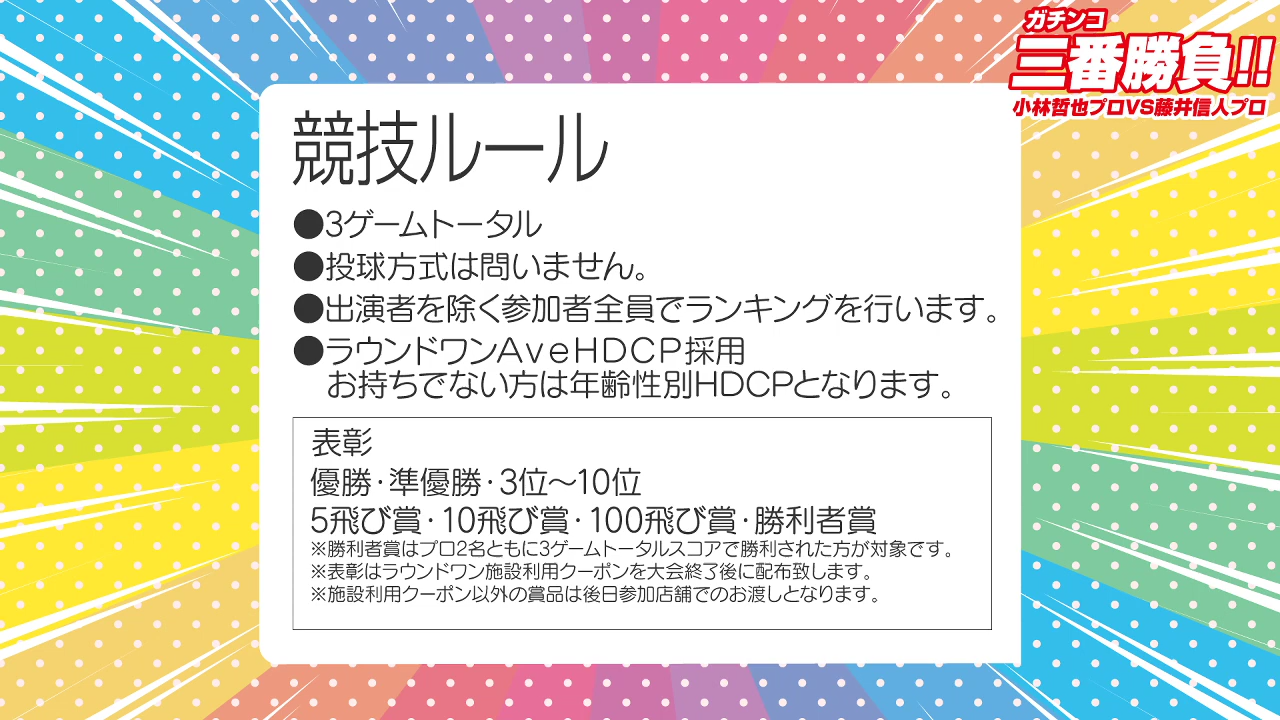 ガチンコ
三番勝負!!
小林哲也プロVS藤井信人プロ
競技ルール
●3ゲームトータル
●投球方式は問いません。
●出演者を除く参加者全員でランキングを行います。
●ラウンドワンAveHDCP採用
お持ちでない方は年齢性別HDCPとなります。
表彰
優勝・準優勝・3位～10位
5飛び賞・10飛び賞・100飛び賞・勝利者賞
※勝利者賞はプロ2名ともに3ゲームトータルスコアで勝利された方が対象です。
※表彰はラウンドワン施設利用クーポンを大会終了後に配布致します。
※施設利用クーポン以外の賞品は後日参加店舗でのお渡しとなります。